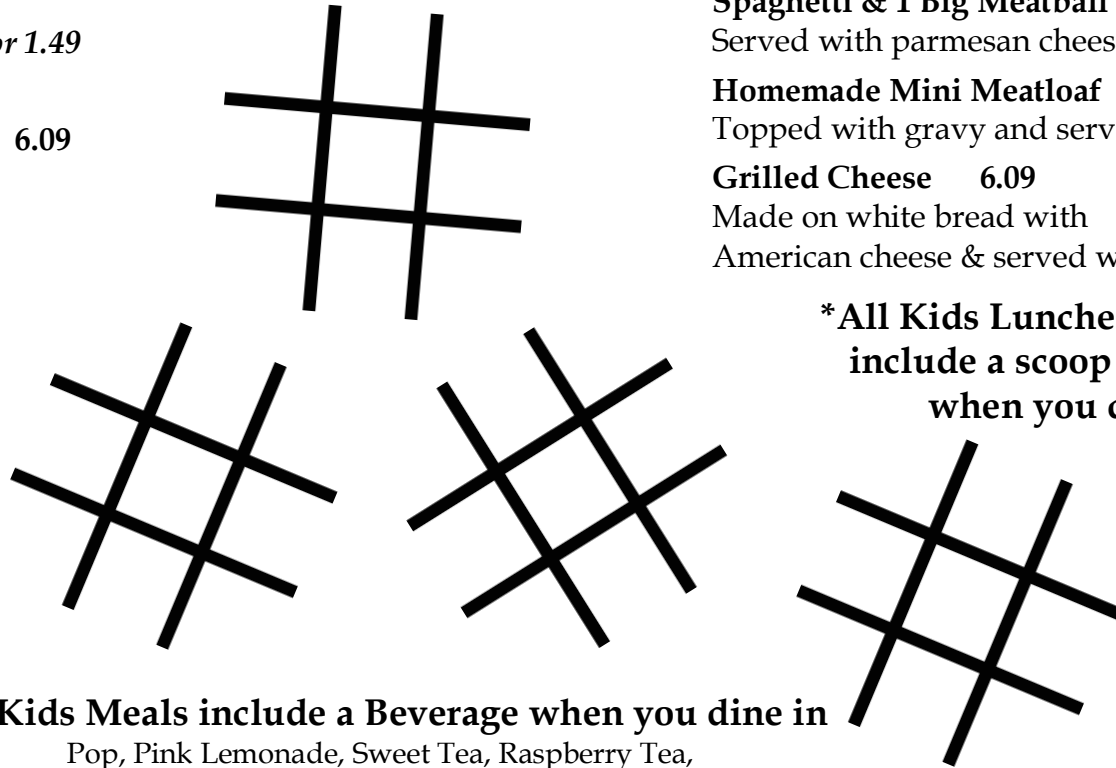 or 1.49
6.09
Spaghetti & 1 Big Meatball
Served with parmesan chees
Homemade Mini Meatloaf
Topped with gravy and serv
Grilled Cheese 6.09
Made on white bread with
American cheese & served w
*All Kids Lunche
include a scoop
when you
Kids Meals include a Beverage when you dine in
Pop, Pink Lemonade, Sweet Tea, Raspberry Tea,